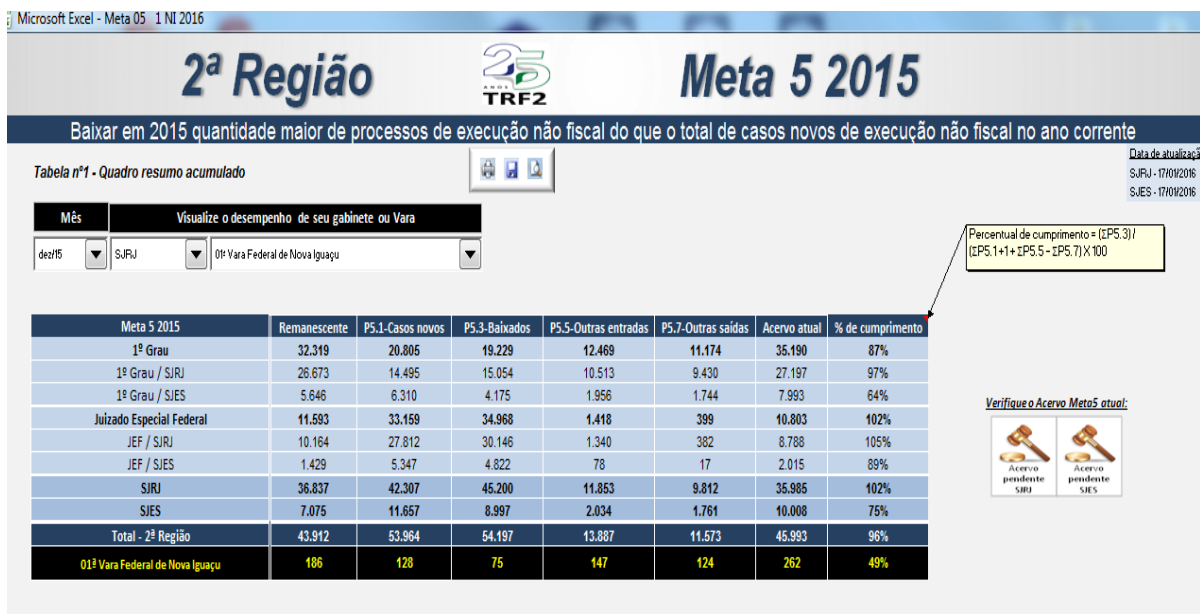 Microsoft Excel - Meta 05 1 NI 2016
2ª Região
25
ANOS
TRF2
Meta 5 2015
Baixar em 2015 quantidade maior de processos de execução não fiscal do que o total de casos novos de execução não fiscal no ano corrente
Tabela nº1 - Quadro resumo acumulado
Data de atualizaçã
SJRJ - 17/01/2016
SJES - 17/01/2016
Mês Visualize o desempenho de seu gabinete ou Vara
dez/15 SJRJ 01ª Vara Federal de Nova Iguaçu
Percentual de cumprimento = (ΣP5.3) /
(ΣP5.1+1+ ΣP5.5 - ΣP5.7) X 100
Meta 5 2015 Remanescente P5.1-Casos novos P5.3-Baixados P5.5-Outras entradas P5.7-Outras saídas Acervo atual % de cumprimento
1º Grau 32.319 20.805 19.229 12.469 11.174 35.190 87%
1º Grau / SJRJ 26.673 14.495 15.054 10.513 9.430 27.197 97%
1º Grau / SJES 5.646 6.310 4.175 1.956 1.744 7.993 64%
Juizado Especial Federal 11.593 33.159 34.968 1.418 399 10.803 102%
JEF / SJRJ 10.164 27.812 30.146 1.340 382 8.788 105%
JEF / SJES 1.429 5.347 4.822 78 17 2.015 89%
SJRJ 36.837 42.307 45.200 11.853 9.812 35.985 102%
SJES 7.075 11.657 8.997 2.034 1.761 10.008 75%
Total - 2ª Região 43.912 53.964 54.197 13.887 11.573 45.993 96%
01ª Vara Federal de Nova Iguaçu 186 128 75 147 124 262 49%
Verifique o Acervo Meta5 atual:
Acervo pendente SJRJ
Acervo pendente SJES